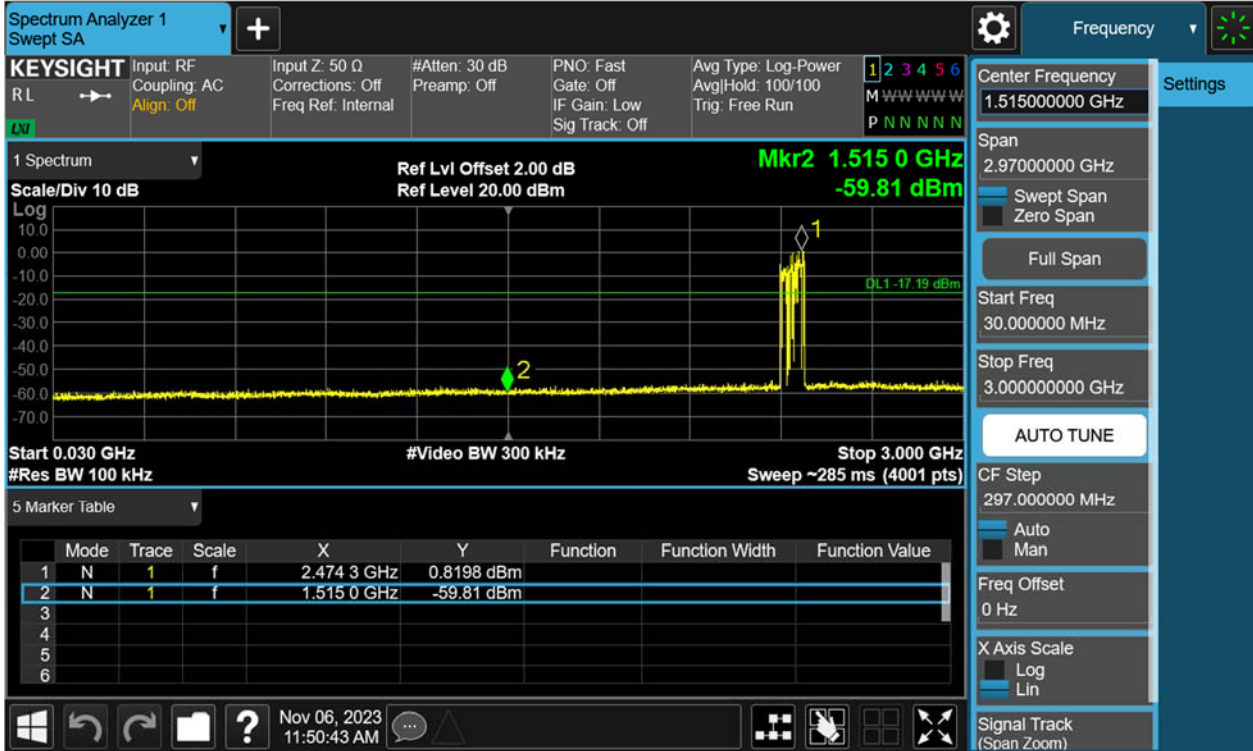 Spectrum Analyzer 1
Swept SA
Frequency
KEYSIGHT
RL
LXI
Input: RF
Coupling: AC
Align: Off
Input Z: 50 Ω
Corrections: Off
Freq Ref: Internal
#Atten: 30 dB
Preamp: Off
PNO: Fast
Gate: Off
IF Gain: Low
Sig Track: Off
Avg Type: Log-Power
Avg|Hold: 100/100
Trig: Free Run
1 2 3 4 5 6
M W W W W W
P N N N N N
1 Spectrum
Scale/Div 10 dB
Ref Lvl Offset 2.00 dB
Ref Level 20.00 dBm
Mkr2 1.515 0 GHz
-59.81 dBm
Log
10.0
0.00
-10.0
-20.0
-30.0
-40.0
-50.0
-60.0
-70.0
1
DL1 -17.19 dBm
2
Start 0.030 GHz
#Video BW 300 kHz
Stop 3.000 GHz
#Res BW 100 kHz
Sweep ~285 ms (4001 pts)
5 Marker Table
Mode Trace Scale X Y Function Function Width Function Value
1 N 1 f 2.474 3 GHz 0.8198 dBm
2 N 1 f 1.515 0 GHz -59.81 dBm
3
4
5
6
Nov 06, 2023
11:50:43 AM
Center Frequency
1.515000000 GHz
Settings
Span
2.97000000 GHz
Swept Span
Zero Span
Full Span
Start Freq
30.000000 MHz
Stop Freq
3.000000000 GHz
AUTO TUNE
CF Step
297.000000 MHz
Auto
Man
Freq Offset
0 Hz
X Axis Scale
Log
Lin
Signal Track
(Span Zoom)